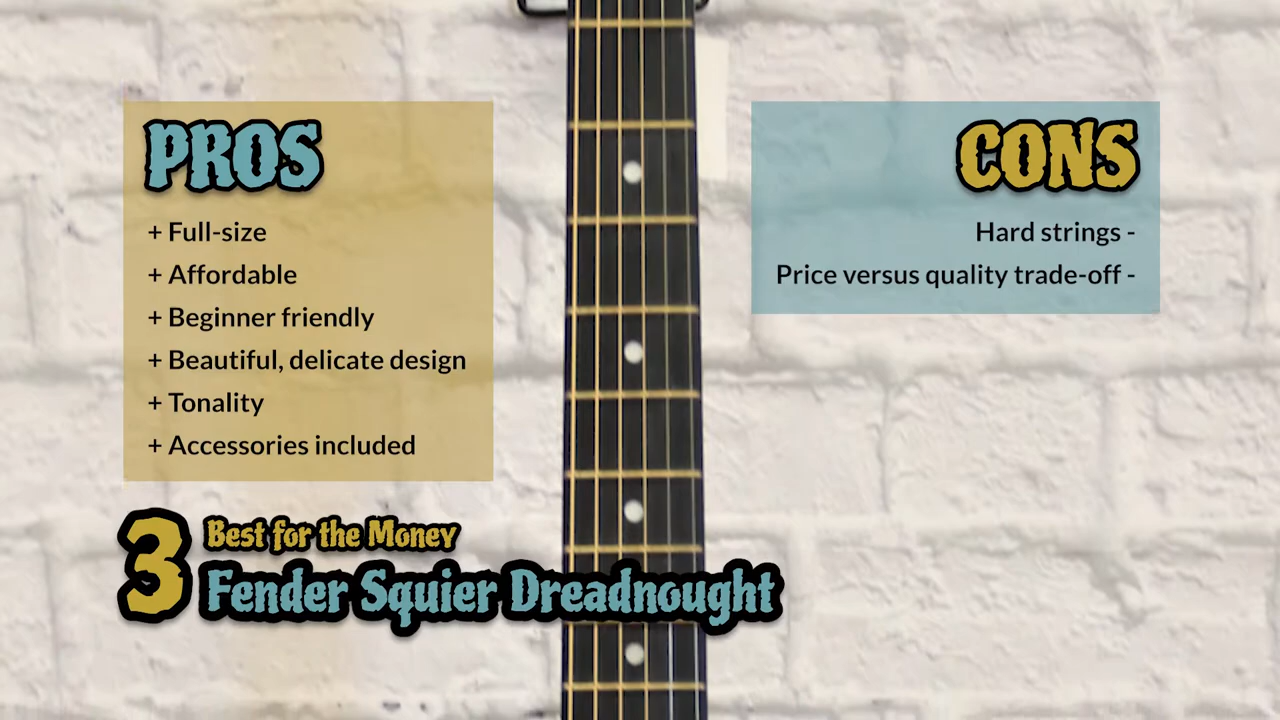 PROS
+ Full-size
+ Affordable
+ Beginner friendly
+ Beautiful, delicate design
+ Tonality
+ Accessories included
CONS
Hard strings -
Price versus quality trade-off -
3
Best for the Money
Fender Squier Dreadnought